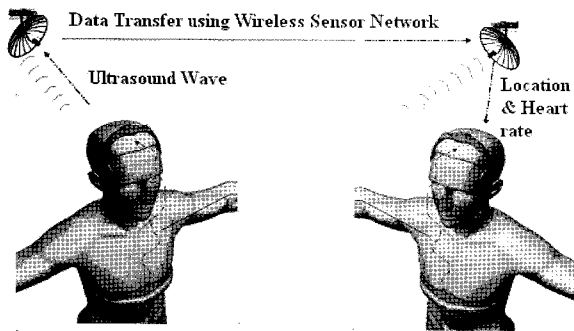 Data Transfer using Wireless Sensor Network
Ultrasound Wave
Location
& Heart
rate